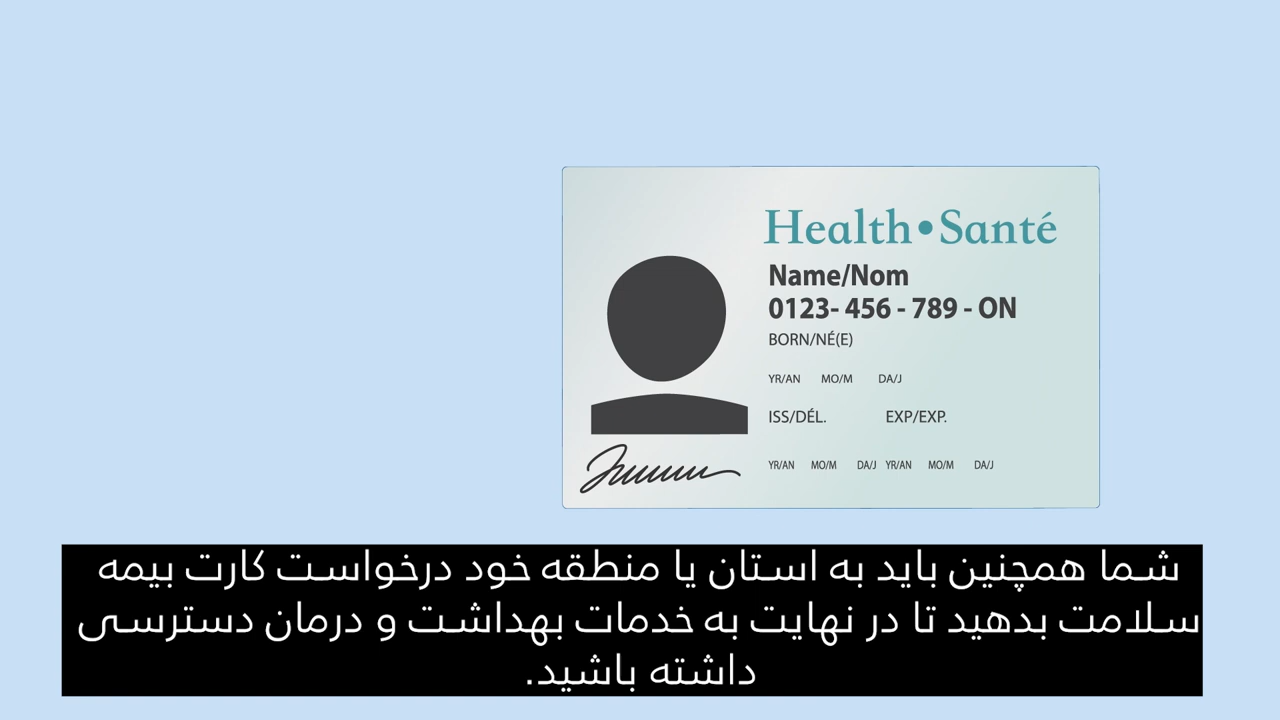 Health•Santé
Name/Nom
0123- 456 - 789 - ON
BORN/NÉ(E)
YR/AN MO/M DA/J
ISS/DÉL. EXP/EXP.
YR/AN MO/M DA/J YR/AN MO/M DA/J
شما همچنین باید به استان یا منطقه خود درخواست کارت بیمه
سلامت بدهید تا در نهایت به خدمات بهداشت و درمان دسترسی
داشته باشید.